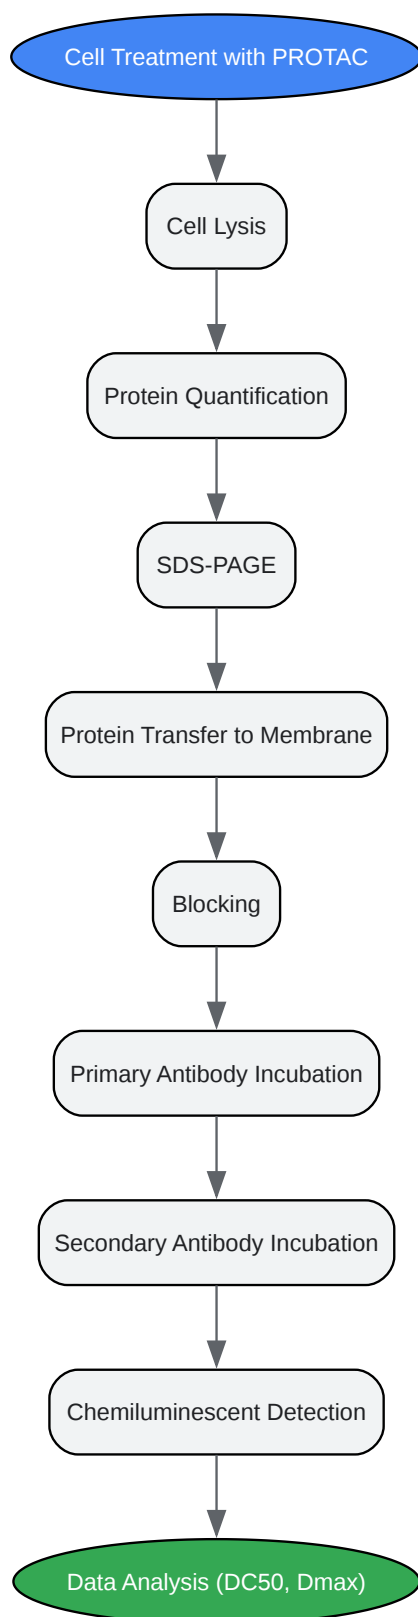 Cell Treatment with PROTAC
Cell Lysis
Protein Quantification
SDS-PAGE
Protein Transfer to Membrane
Blocking
Primary Antibody Incubation
Secondary Antibody Incubation
Chemiluminescent Detection
Data Analysis (DC50, Dmax)